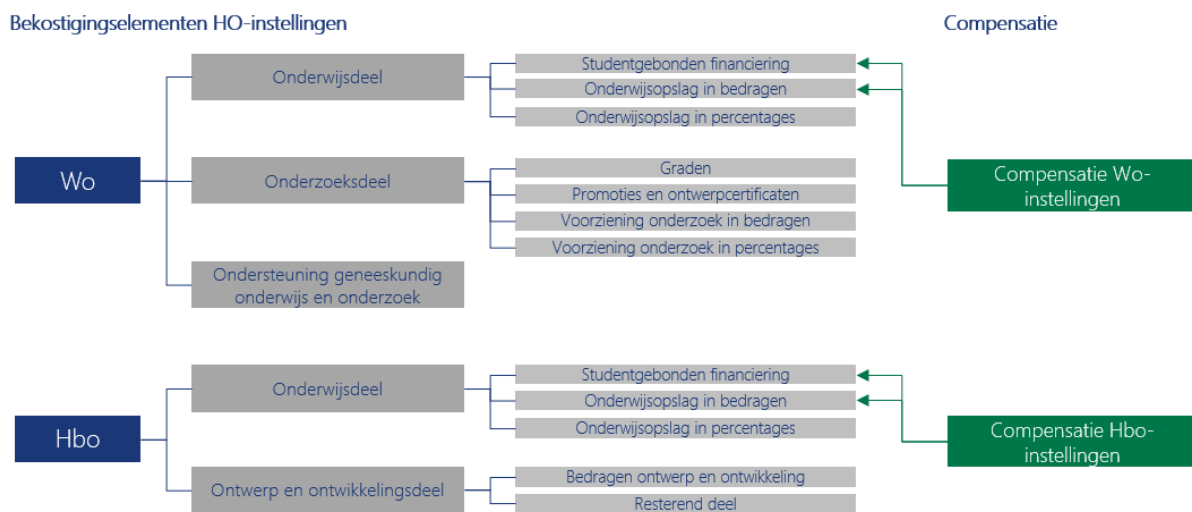 Bekostigingselementen HO-instellingen
Compensatie
Wo
Onderwijsdeel
Studentgebonden financiering
Onderwijsopslag in bedragen
Onderwijsopslag in percentages
Onderzoeksdeel
Graden
Promoties en ontwerpcertificaten
Voorziening onderzoek in bedragen
Voorziening onderzoek in percentages
Ondersteuning geneeskundig
onderwijs en onderzoek
Compensatie Wo-
instellingen
Hbo
Onderwijsdeel
Studentgebonden financiering
Onderwijsopslag in bedragen
Onderwijsopslag in percentages
Ontwerp en ontwikkelingsdeel
Bedragen ontwerp en ontwikkeling
Resterend deel
Compensatie Hbo-
instellingen